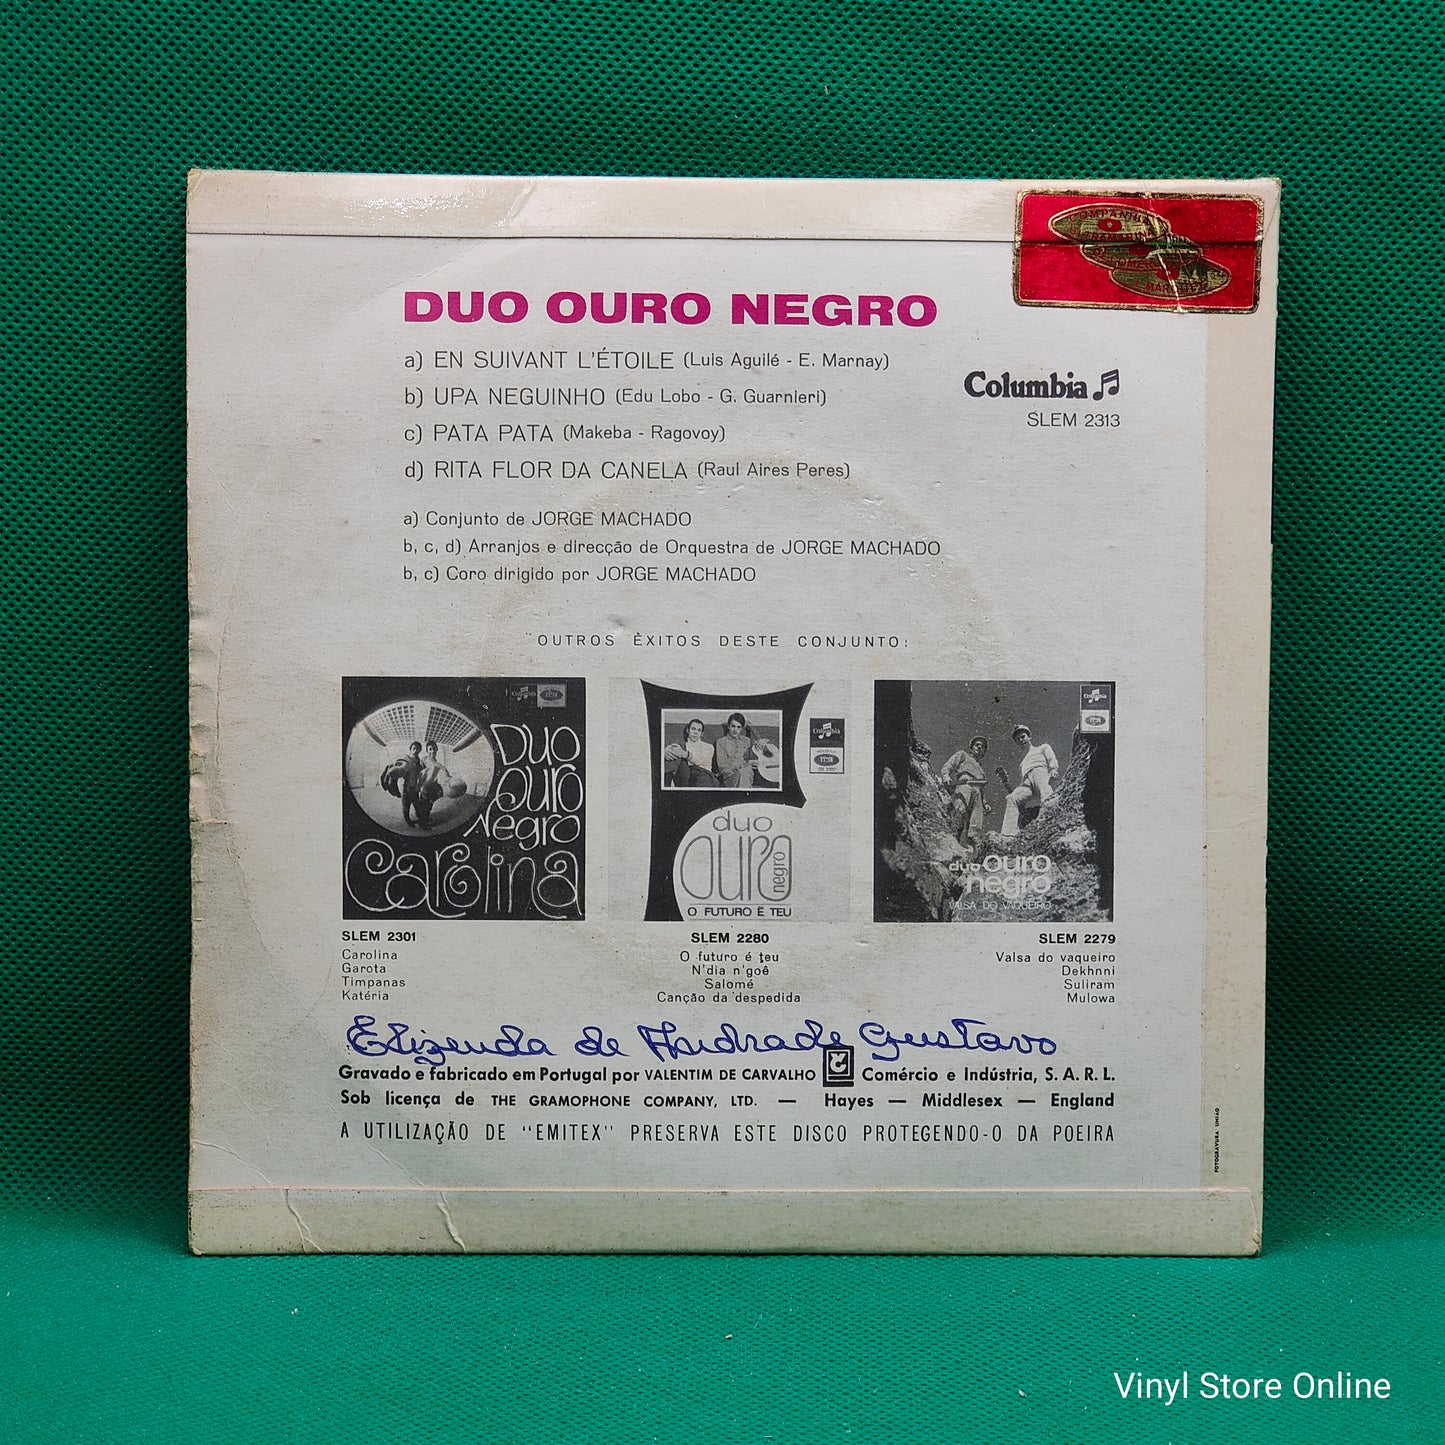 COMPANHIA
DUO OURO NEGRO
a) EN SUIVANT L'ÉTOILE (Luis Aguilé - E. Marnay)
b) UPA NEGUINHO (Edu Lobo - G. Guarnieri)
c) PATA PATA (Makeba - Ragovoy)
d) RITA FLOR DA CANELA (Raul Aires Peres)
Columbia
SLEM 2313
a) Conjunto de JORGE MACHADO
b, c, d) Arranjos e direcção de Orquestra de JORGE MACHADO
b, c) Coro dirigido por JORGE MACHADO
OUTROS ÊXITOS DESTE CONJUNTO:
Columbia
DUO
OURO
Negro
Carolina
Columbia
duo
OURO
negro
O FUTURO É TEU
Columbia
duo OURO
negro
VALSA DO VAQUEIRO
SLEM 2301
Carolina
Garota
Timpanas
Katéria
SLEM 2280
O futuro é teu
N'dia n'goê
Salomé
Canção da despedida
SLEM 2279
Valsa do vaqueiro
Dekhnni
Suliram
Mulowa
Elizenda de Andrade Gustavo
Gravado e fabricado em Portugal por VALENTIM DE CARVALHO Comércio e Indústria, S. A. R. L.
Sob licença de THE GRAMOPHONE COMPANY, LTD. — Hayes — Middlesex — England
A UTILIZAÇÃO DE "EMITEX" PRESERVA ESTE DISCO PROTEGENDO-O DA POEIRA
FOTOGRAVURA UNIÃO
Vinyl Store Online